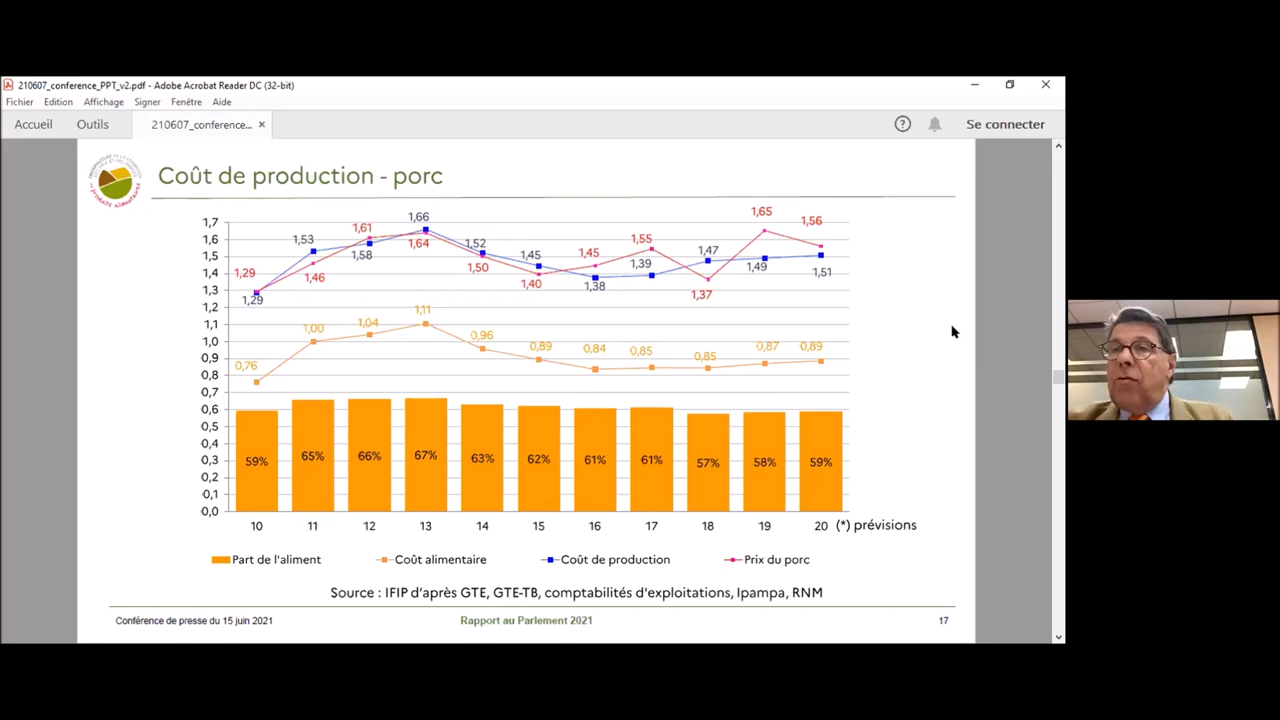 210607_conference_PPT_v2.pdf - Adobe Acrobat Reader DC (32-bit)
Fichier Edition Affichage Signer Fenêtre Aide
Accueil Outils 210607_conference... × Se connecter
produits alimentaires
Coût de production - porc
1,7
1,6
1,5
1,4
1,3
1,2
1,1
1,0
0,9
0,8
0,7
0,6
0,5
0,4
0,3
0,2
0,1
0,0
1,29 1,46 1,61 1,64 1,50 1,40 1,45 1,55 1,37 1,65 1,56
1,29 1,53 1,58 1,66 1,52 1,45 1,38 1,39 1,47 1,49 1,51
0,76 1,00 1,04 1,11 0,96 0,89 0,84 0,85 0,85 0,87 0,89
59% 65% 66% 67% 63% 62% 61% 61% 57% 58% 59%
10 11 12 13 14 15 16 17 18 19 20 (*) prévisions
Part de l'aliment Coût alimentaire Coût de production Prix du porc
Source : IFIP d'après GTE, GTE-TB, comptabilités d'exploitations, Ipampa, RNM
Conférence de presse du 15 juin 2021 Rapport au Parlement 2021 17